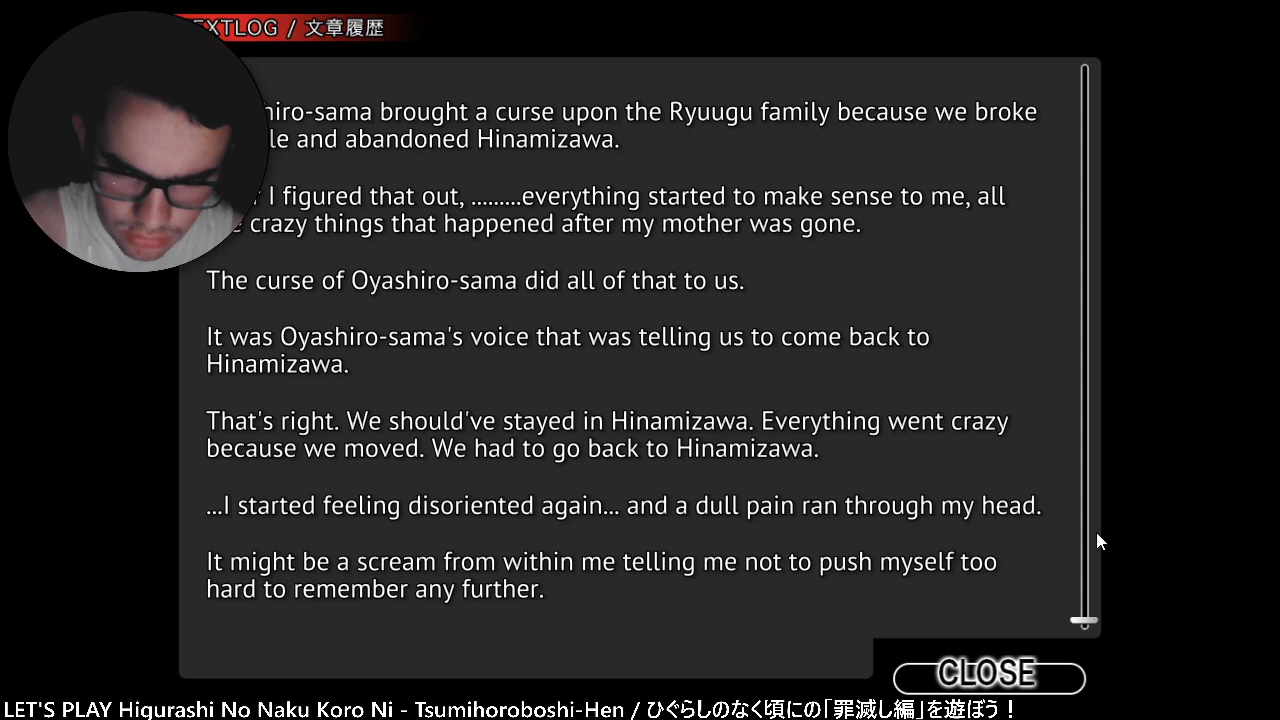 EXTLOG / 文章履歴
hiro-sama brought a curse upon the Ryuugu family because we broke
le and abandoned Hinamizawa.
I figured that out, .........everything started to make sense to me, all
crazy things that happened after my mother was gone.
The curse of Oyashiro-sama did all of that to us.
It was Oyashiro-sama's voice that was telling us to come back to
Hinamizawa.
That's right. We should've stayed in Hinamizawa. Everything went crazy
because we moved. We had to go back to Hinamizawa.
...I started feeling disoriented again... and a dull pain ran through my head.
It might be a scream from within me telling me not to push myself too
hard to remember any further.
CLOSE
LET'S PLAY Higurashi No Naku Koro Ni - Tsumihoroboshi-Hen / ひぐらしのなく頃にの「罪滅し編」を遊ぼう！